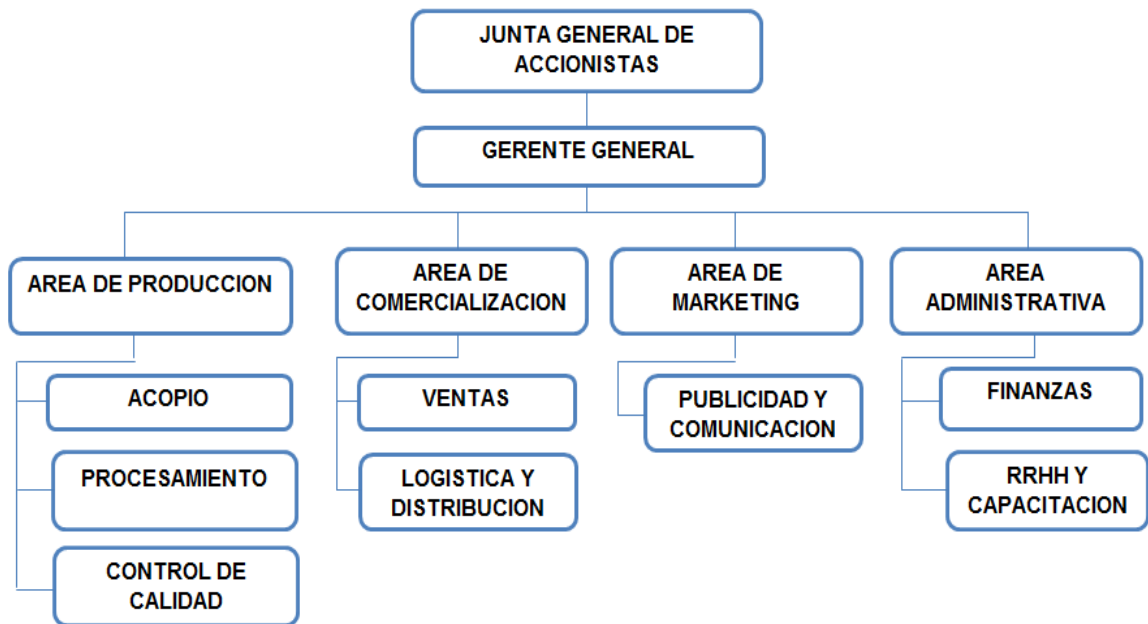 JUNTA GENERAL DE
ACCIONISTAS
GERENTE GENERAL
AREA DE PRODUCCION
AREA DE
COMERCIALIZACION
AREA DE
MARKETING
AREA
ADMINISTRATIVA
ACOPIO
PROCESAMIENTO
CONTROL DE
CALIDAD
VENTAS
LOGISTICA Y
DISTRIBUCION
PUBLICIDAD Y
COMUNICACION
FINANZAS
RRHH Y
CAPACITACION